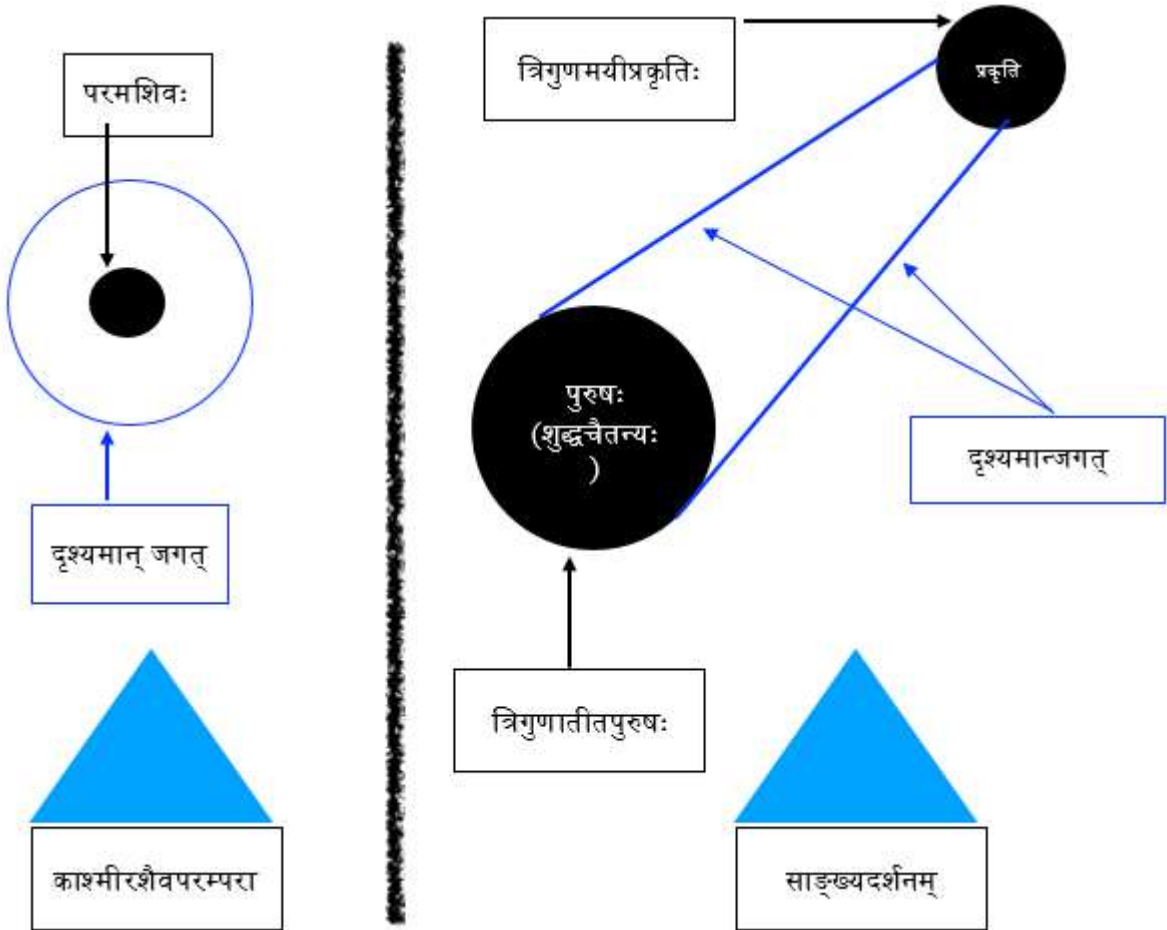 परमशिवः
दृश्यमान् जगत्
काश्मीरशैवपरम्परा
त्रिगुणमयीप्रकृतिः
प्रकृति
पुरुषः
(शुद्धचैतन्यः
)
दृश्यमान्जगत्
त्रिगुणातीतपुरुषः
साङ्ख्यदर्शनम्